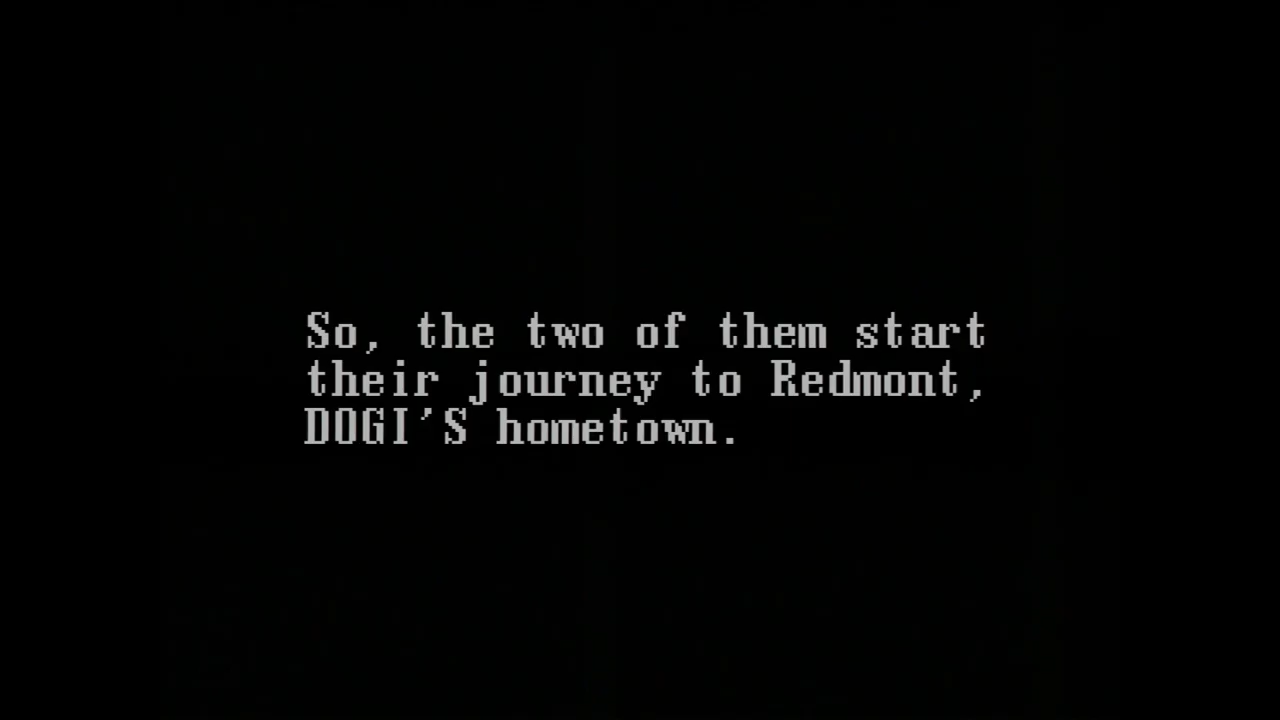 So, the two of them start
their journey to Redmont,
DOGI'S hometown.